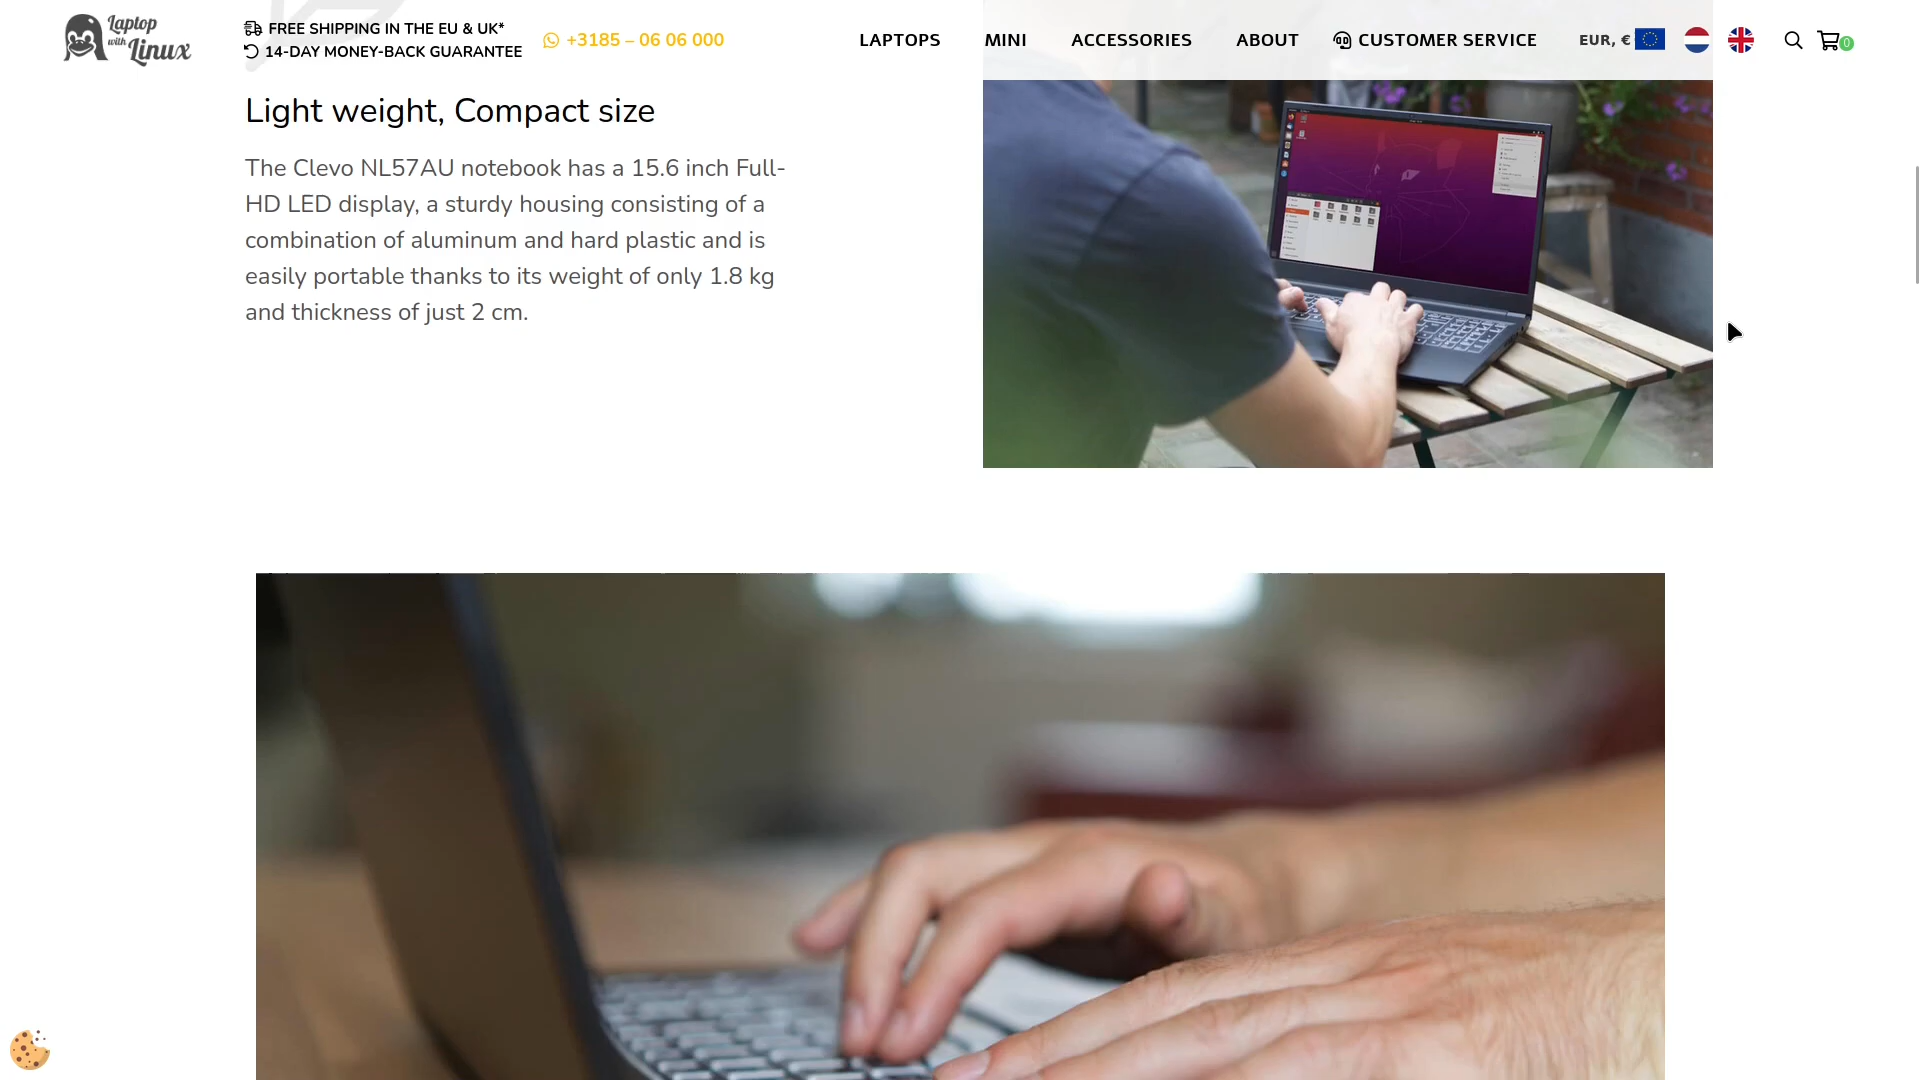 Laptop
with
Linux
FREE SHIPPING IN THE EU & UK*
14-DAY MONEY-BACK GUARANTEE
+3185 – 06 06 000
LAPTOPS
MINI
ACCESSORIES
ABOUT
CUSTOMER SERVICE
EUR, €
0
Light weight, Compact size
The Clevo NL57AU notebook has a 15.6 inch Full-
HD LED display, a sturdy housing consisting of a
combination of aluminum and hard plastic and is
easily portable thanks to its weight of only 1.8 kg
and thickness of just 2 cm.